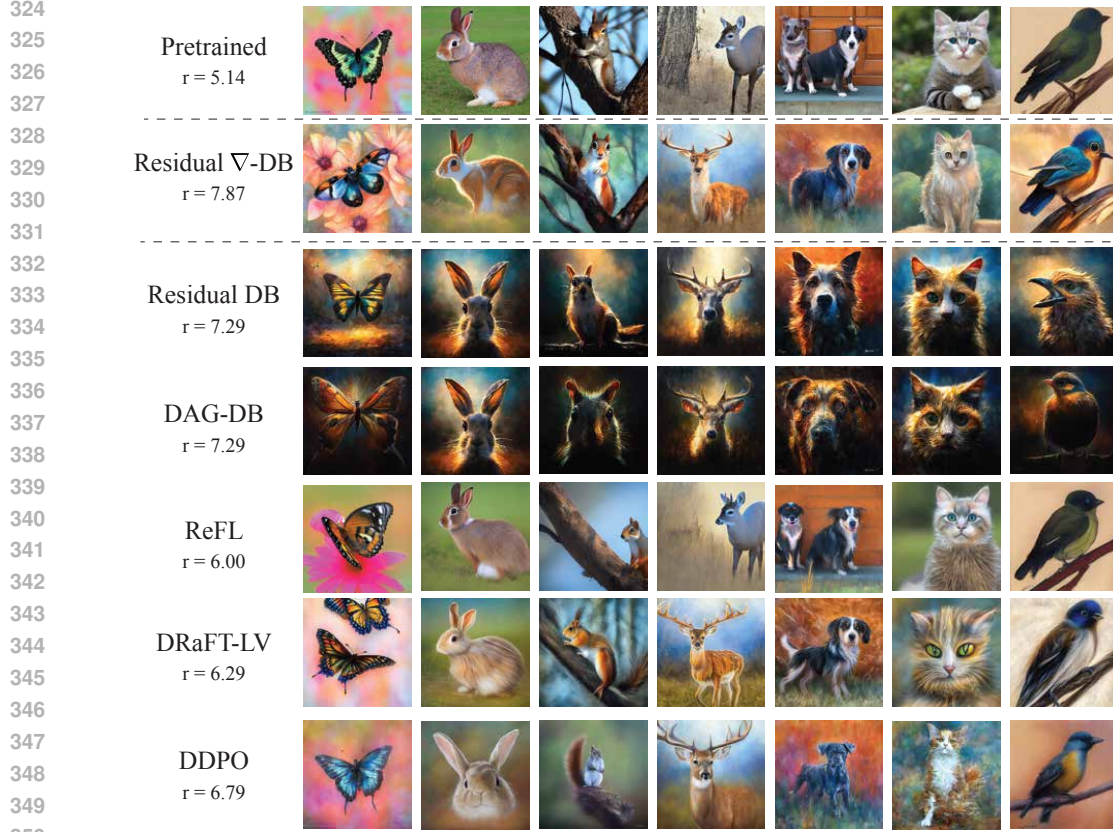 324
325
326
327
328
329
330
331
332
333
334
335
336
337
338
339
340
341
342
343
344
345
346
347
348
349
Pretrained
r = 5.14
Residual ∇-DB
r = 7.87
Residual DB
r = 7.29
DAG-DB
r = 7.29
ReFL
r = 6.00
DRaFT-LV
r = 6.29
DDPO
r = 6.79